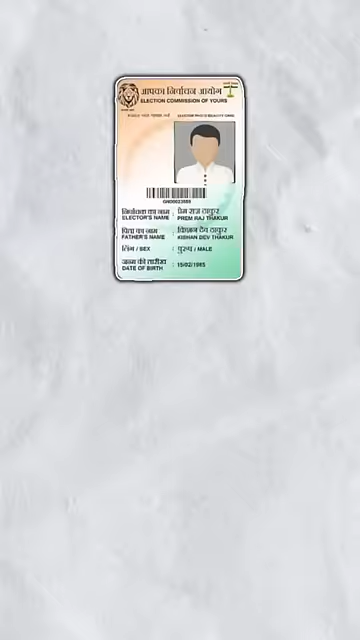 आपका निर्वाचन आयोग
ELECTION COMMISSION OF YOURS
निर्वाचक का नाम : प्रेम राज ठाकुर
ELECTOR'S NAME PREM RAJ THAKUR
पिता का नाम : किशन देव ठाकुर
FATHER'S NAME KISHAN DEV THAKUR
लिंग / SEX : पुरुष / MALE
जन्म की तारीख : 15/02/1985
DATE OF BIRTH